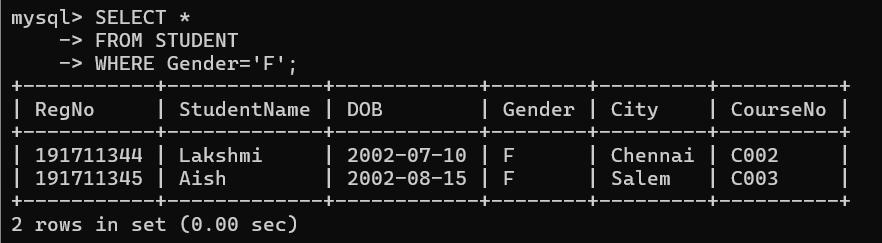 mysql> SELECT *
    -> FROM STUDENT
    -> WHERE Gender='F';
+-----------+-------------+------------+--------+---------+----------+
| RegNo     | StudentName | DOB        | Gender | City    | CourseNo |
+-----------+-------------+------------+--------+---------+----------+
| 191711344 | Lakshmi     | 2002-07-10 | F      | Chennai | C002     |
| 191711345 | Aish        | 2002-08-15 | F      | Salem   | C003     |
+-----------+-------------+------------+--------+---------+----------+
2 rows in set (0.00 sec)